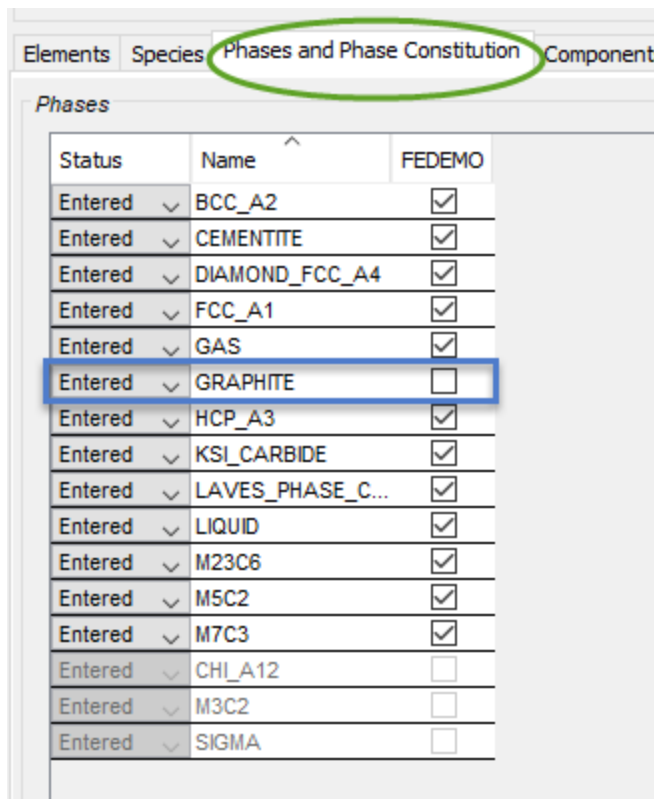 Elements Species Phases and Phase Constitution Component
Phases
Status Name FEDEMO
Entered BCC_A2
Entered CEMENTITE
Entered DIAMOND_FCC_A4
Entered FCC_A1
Entered GAS
Entered GRAPHITE
Entered HCP_A3
Entered KSI_CARBIDE
Entered LAVES_PHASE_C...
Entered LIQUID
Entered M23C6
Entered M5C2
Entered M7C3
Entered CHI_A12
Entered M3C2
Entered SIGMA